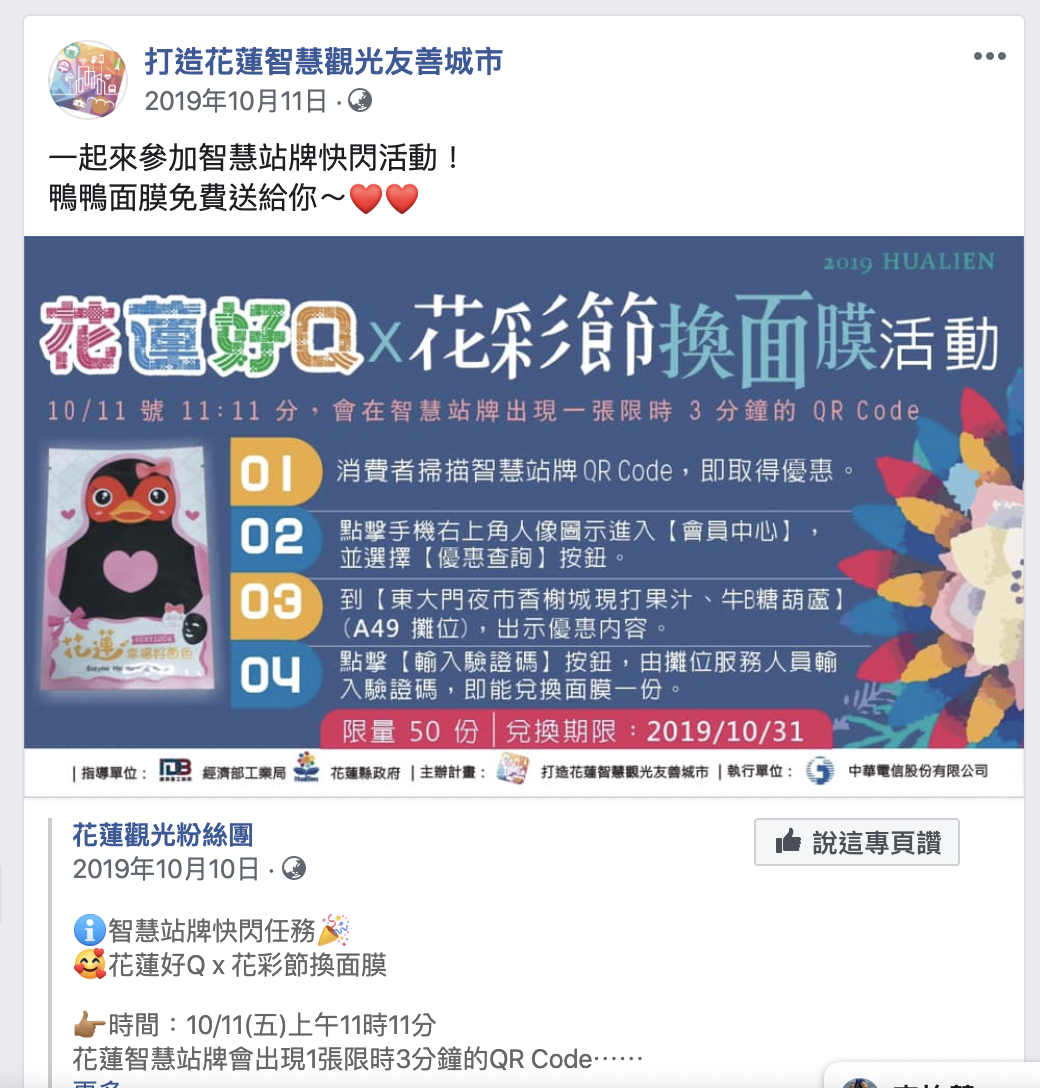 打造花蓮智慧觀光友善城市
2019年10月11日 ·
一起來參加智慧站牌快閃活動！
鴨鴨面膜免費送給你～❤️❤️
2019 HUALIEN
花蓮好Q x 花彩節換面膜活動
10/11 號 11:11 分，會在智慧站牌出現一張限時 3 分鐘的 QR Code
01 消費者掃描智慧站牌 QR Code，即取得優惠。
02 點擊手機右上角人像圖示進入【會員中心】，
並選擇【優惠查詢】按鈕。
03 到【東大門夜市香榭城現打果汁、牛B糖葫蘆】
（A49 攤位），出示優惠內容。
04 點擊【輸入驗證碼】按鈕，由攤位服務人員輸
入驗證碼，即能兌換面膜一份。
花蓮
限量 50 份｜兌換期限：2019/10/31
| 指導單位： IDB 經濟部工業局 Hualien 花蓮縣政府 | 主辦計畫： 打造花蓮智慧觀光友善城市 | 執行單位： 中華電信股份有限公司
花蓮觀光粉絲團
說這專頁讚
2019年10月10日 ·
ℹ️智慧站牌快閃任務🎉
🥰花蓮好Q x 花彩節換面膜
👉🏾時間：10/11(五)上午11時11分
花蓮智慧站牌會出現1張限時3分鐘的QR Code⋯⋯
更多